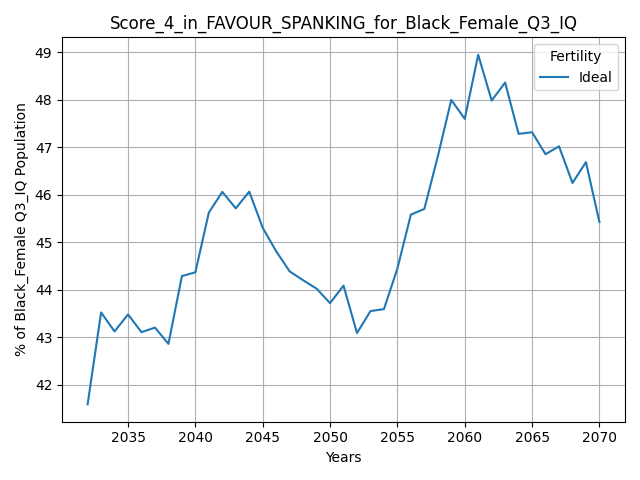 Score_4_in_FAVOUR_SPANKING_for_Black_Female_Q3_IQ
Fertility
Ideal
% of Black_Female Q3_IQ Population
49
48
47
46
45
44
43
42
2035 2040 2045 2050 2055 2060 2065 2070
Years